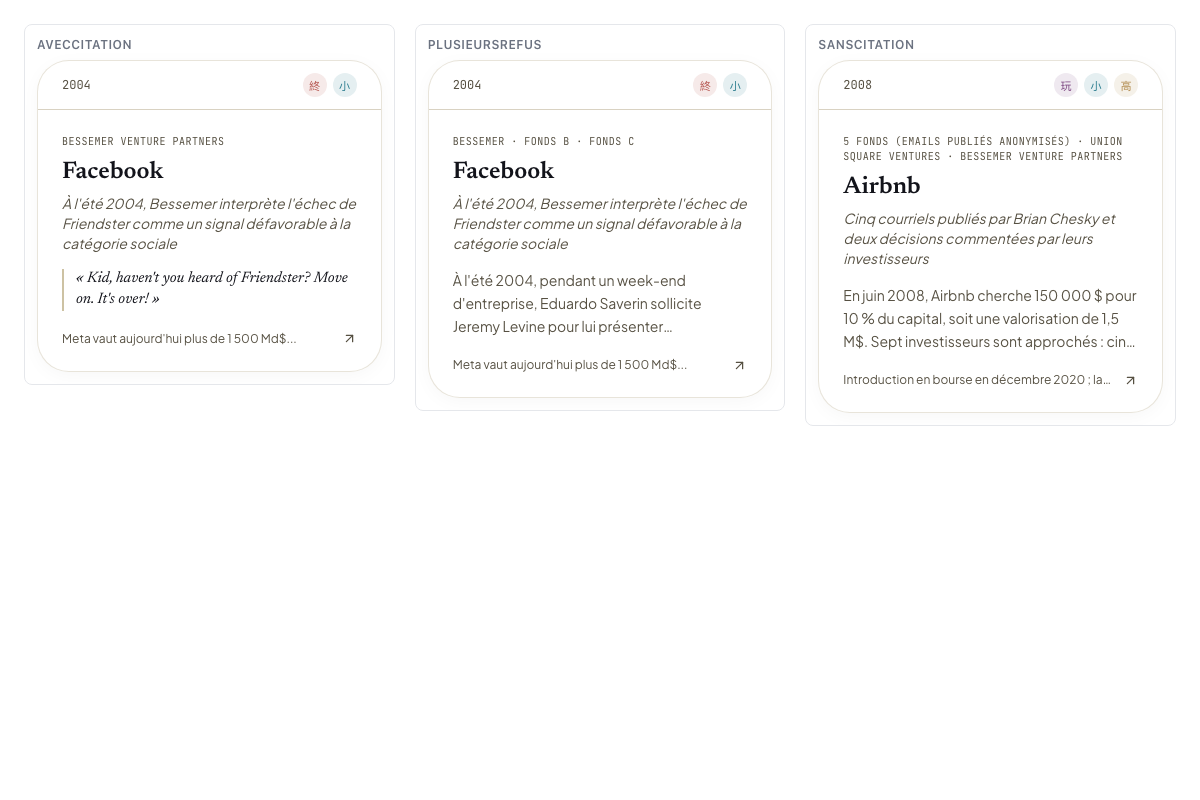 AVECCITATION
2004
終 小
BESSEMER VENTURE PARTNERS
Facebook
À l'été 2004, Bessemer interprète l'échec de
Friendster comme un signal défavorable à la
catégorie sociale
« Kid, haven't you heard of Friendster? Move
on. It's over! »
Meta vaut aujourd'hui plus de 1 500 Md$...
PLUSIEURSREFUS
2004
終 小
BESSEMER · FONDS B · FONDS C
Facebook
À l'été 2004, Bessemer interprète l'échec de
Friendster comme un signal défavorable à la
catégorie sociale
À l'été 2004, pendant un week-end
d'entreprise, Eduardo Saverin sollicite
Jeremy Levine pour lui présenter…
Meta vaut aujourd'hui plus de 1 500 Md$...
SANSCITATION
2008
玩 小 高
5 FONDS (EMAILS PUBLIÉS ANONYMISÉS) · UNION
SQUARE VENTURES · BESSEMER VENTURE PARTNERS
Airbnb
Cinq courriels publiés par Brian Chesky et
deux décisions commentées par leurs
investisseurs
En juin 2008, Airbnb cherche 150 000 $ pour
10 % du capital, soit une valorisation de 1,5
M$. Sept investisseurs sont approchés : cin…
Introduction en bourse en décembre 2020 ; la…